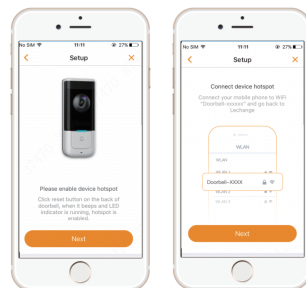 No SIM 11:11 27%
Setup
Please enable device hotspot
Click reset button on the back of
doorbell, when it beeps and LED
indicator is running, hotspot is
enabled.
Next
No SIM 11:11 27%
Setup
Connect device hotspot
Connect your mobile phone to WiFi
"Doorbell-xxxxx" and go back to
Lechange
WLAN
WLAN
Doorbell-XXXX
Next